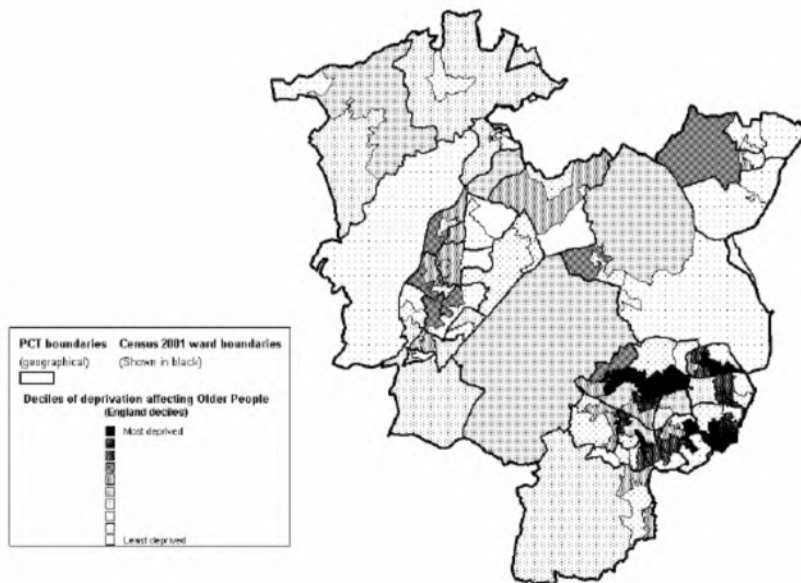 PCT boundaries Census 2001 ward boundaries
(geographical) (Shown in black)
Deciles of deprivation affecting Older People
(England deciles)
Most deprived
Least deprived